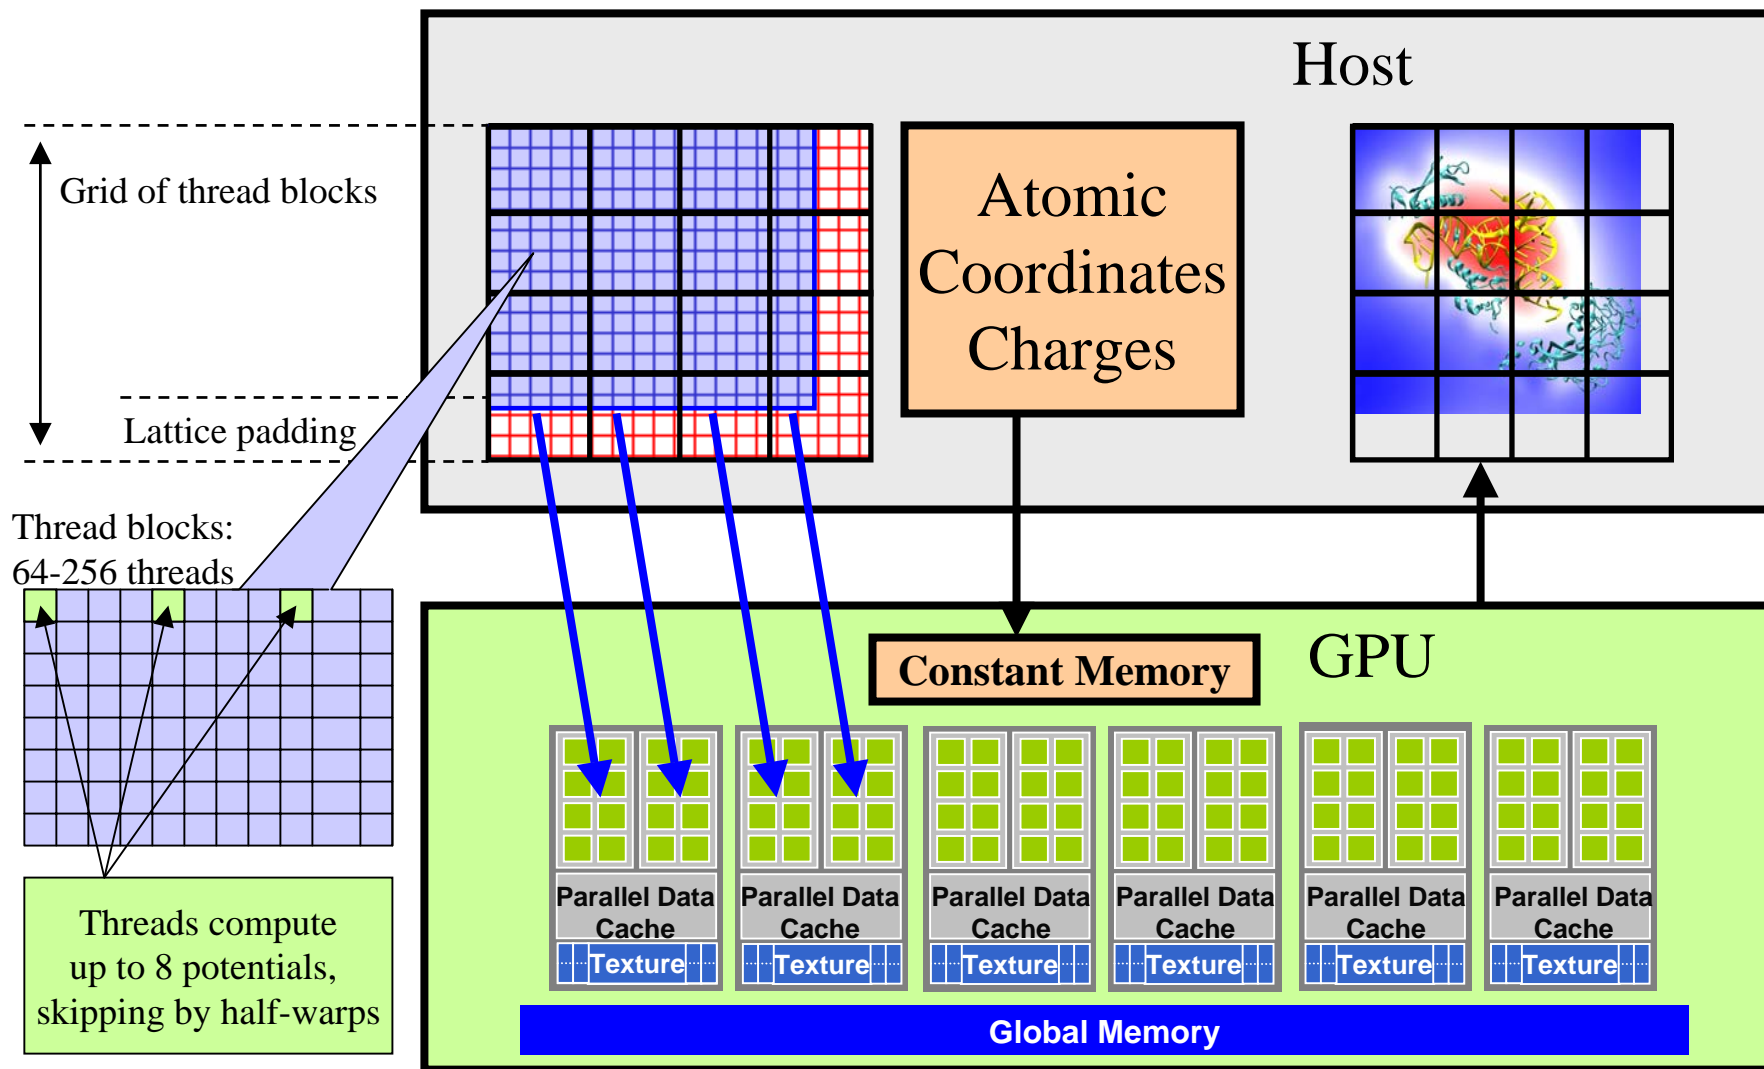 Host
Grid of thread blocks
Atomic
Coordinates
Charges
Lattice padding
Thread blocks:
64-256 threads
GPU
Constant Memory
Threads compute
up to 8 potentials,
skipping by half-warps
Parallel Data
Cache
Texture
Parallel Data
Cache
Texture
Parallel Data
Cache
Texture
Parallel Data
Cache
Texture
Parallel Data
Cache
Texture
Parallel Data
Cache
Texture
Global Memory